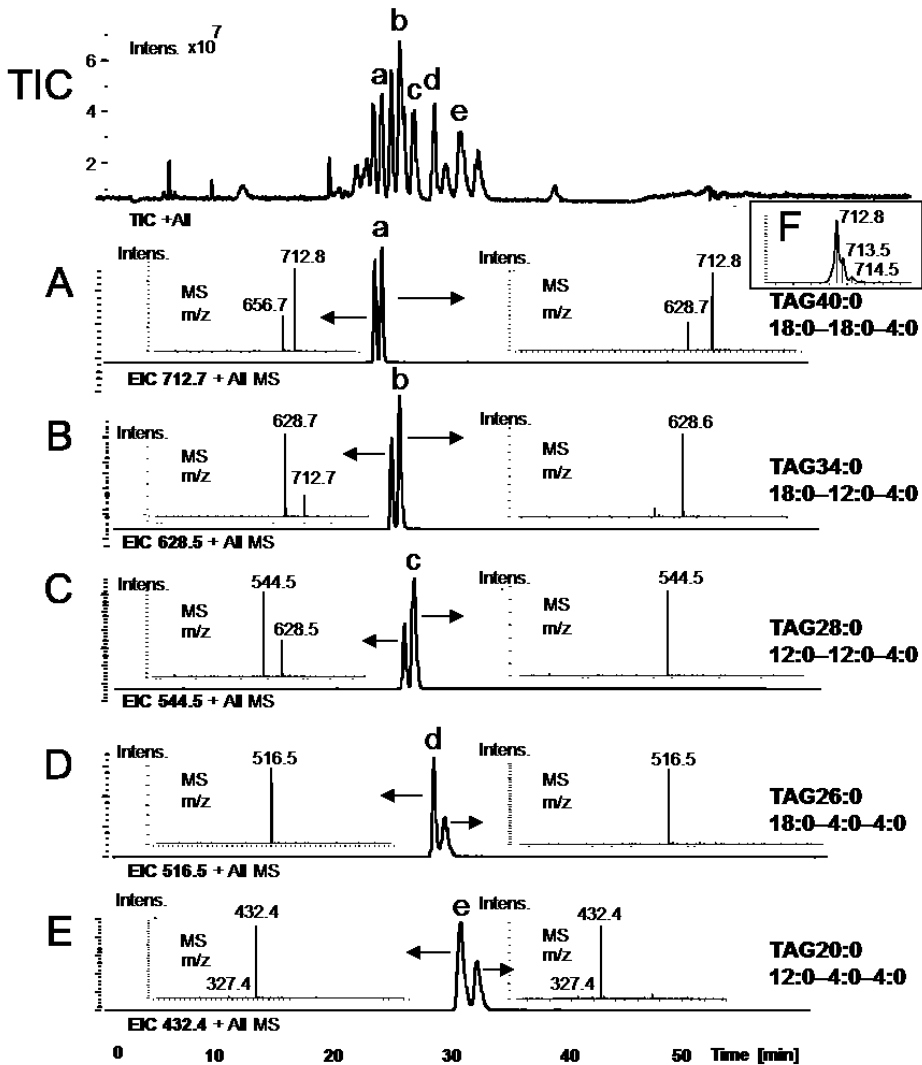 b
Intens. x10
7
TIC
6
4
2
a
c
d
e
TIC +All
F
712.8
713.5
714.5
A
Intens.
MS
m/z
656.7
712.8
a
Intens.
MS
m/z
628.7
712.8
TAG40:0
18:0–18:0–4:0
EIC 712.7 + All MS
B
Intens.
MS
m/z
628.7
712.7
b
Intens.
MS
m/z
628.6
TAG34:0
18:0–12:0–4:0
EIC 628.5 + All MS
C
Intens.
MS
m/z
544.5
628.5
c
Intens.
MS
m/z
544.5
TAG28:0
12:0–12:0–4:0
EIC 544.5 + All MS
D
Intens.
MS
m/z
516.5
d
Intens.
MS
m/z
516.5
TAG26:0
18:0–4:0–4:0
EIC 516.5 + All MS
E
Intens.
MS
m/z
432.4
327.4
e
Intens.
MS
m/z
432.4
327.4
TAG20:0
12:0–4:0–4:0
EIC 432.4 + All MS
0 10 20 30 40 50 Time [min]